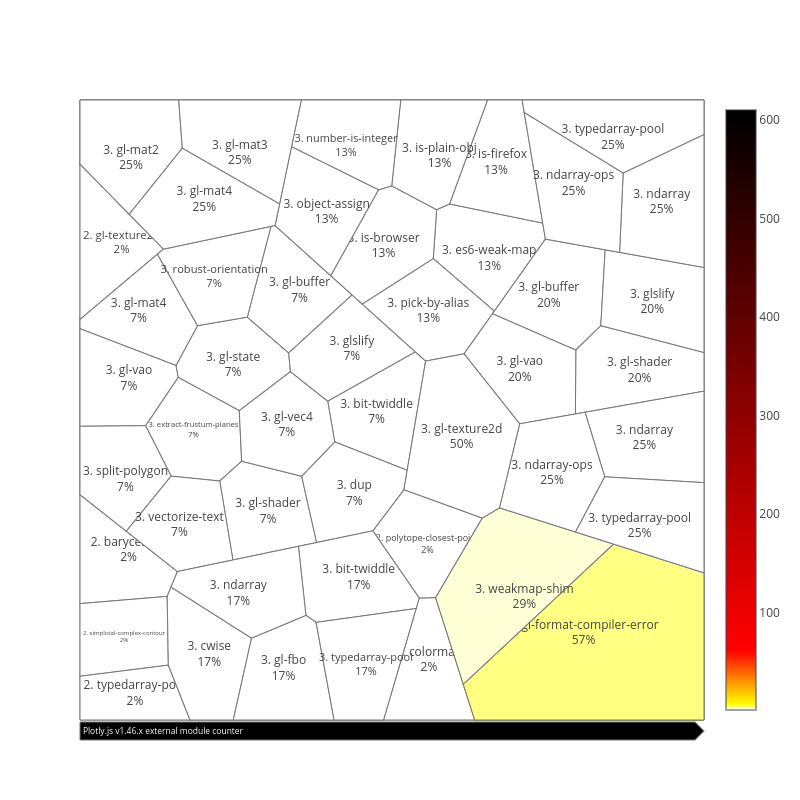 600
3. typedarray-pool
25%
3. number-is-integer
13%
3. gl-mat3
25%
3. gl-mat2
25%
3. is-plain-obj
13%
3. is-firefox
13%
3. ndarray-ops
25%
3. ndarray
25%
3. gl-mat4
25%
3. object-assign
13%
500
2. gl-texture2
2%
3. is-browser
13%
3. es6-weak-map
13%
3. robust-orientation
7%
3. gl-buffer
7%
3. gl-buffer
20%
3. glslify
20%
3. gl-mat4
7%
3. pick-by-alias
13%
400
3. glslify
7%
3. gl-state
7%
3. gl-vao
20%
3. gl-shader
20%
3. gl-vao
7%
3. bit-twiddle
7%
300
3. gl-vec4
7%
3. extract-frustum-planes
7%
3. gl-texture2d
50%
3. ndarray
25%
3. ndarray-ops
25%
3. split-polygon
7%
3. dup
7%
3. gl-shader
7%
3. vectorize-text
7%
3. typedarray-pool
25%
200
2. barycen
2%
2. polytope-closest-poi
2%
3. bit-twiddle
17%
3. ndarray
17%
3. weakmap-shim
29%
100
gl-format-compiler-error
57%
2. simplicial-complex-contour
2%
3. cwise
17%
3. gl-fbo
17%
3. typedarray-pool
17%
colorma
2%
2. typedarray-po
2%
Plotly.js v1.46.x external module counter